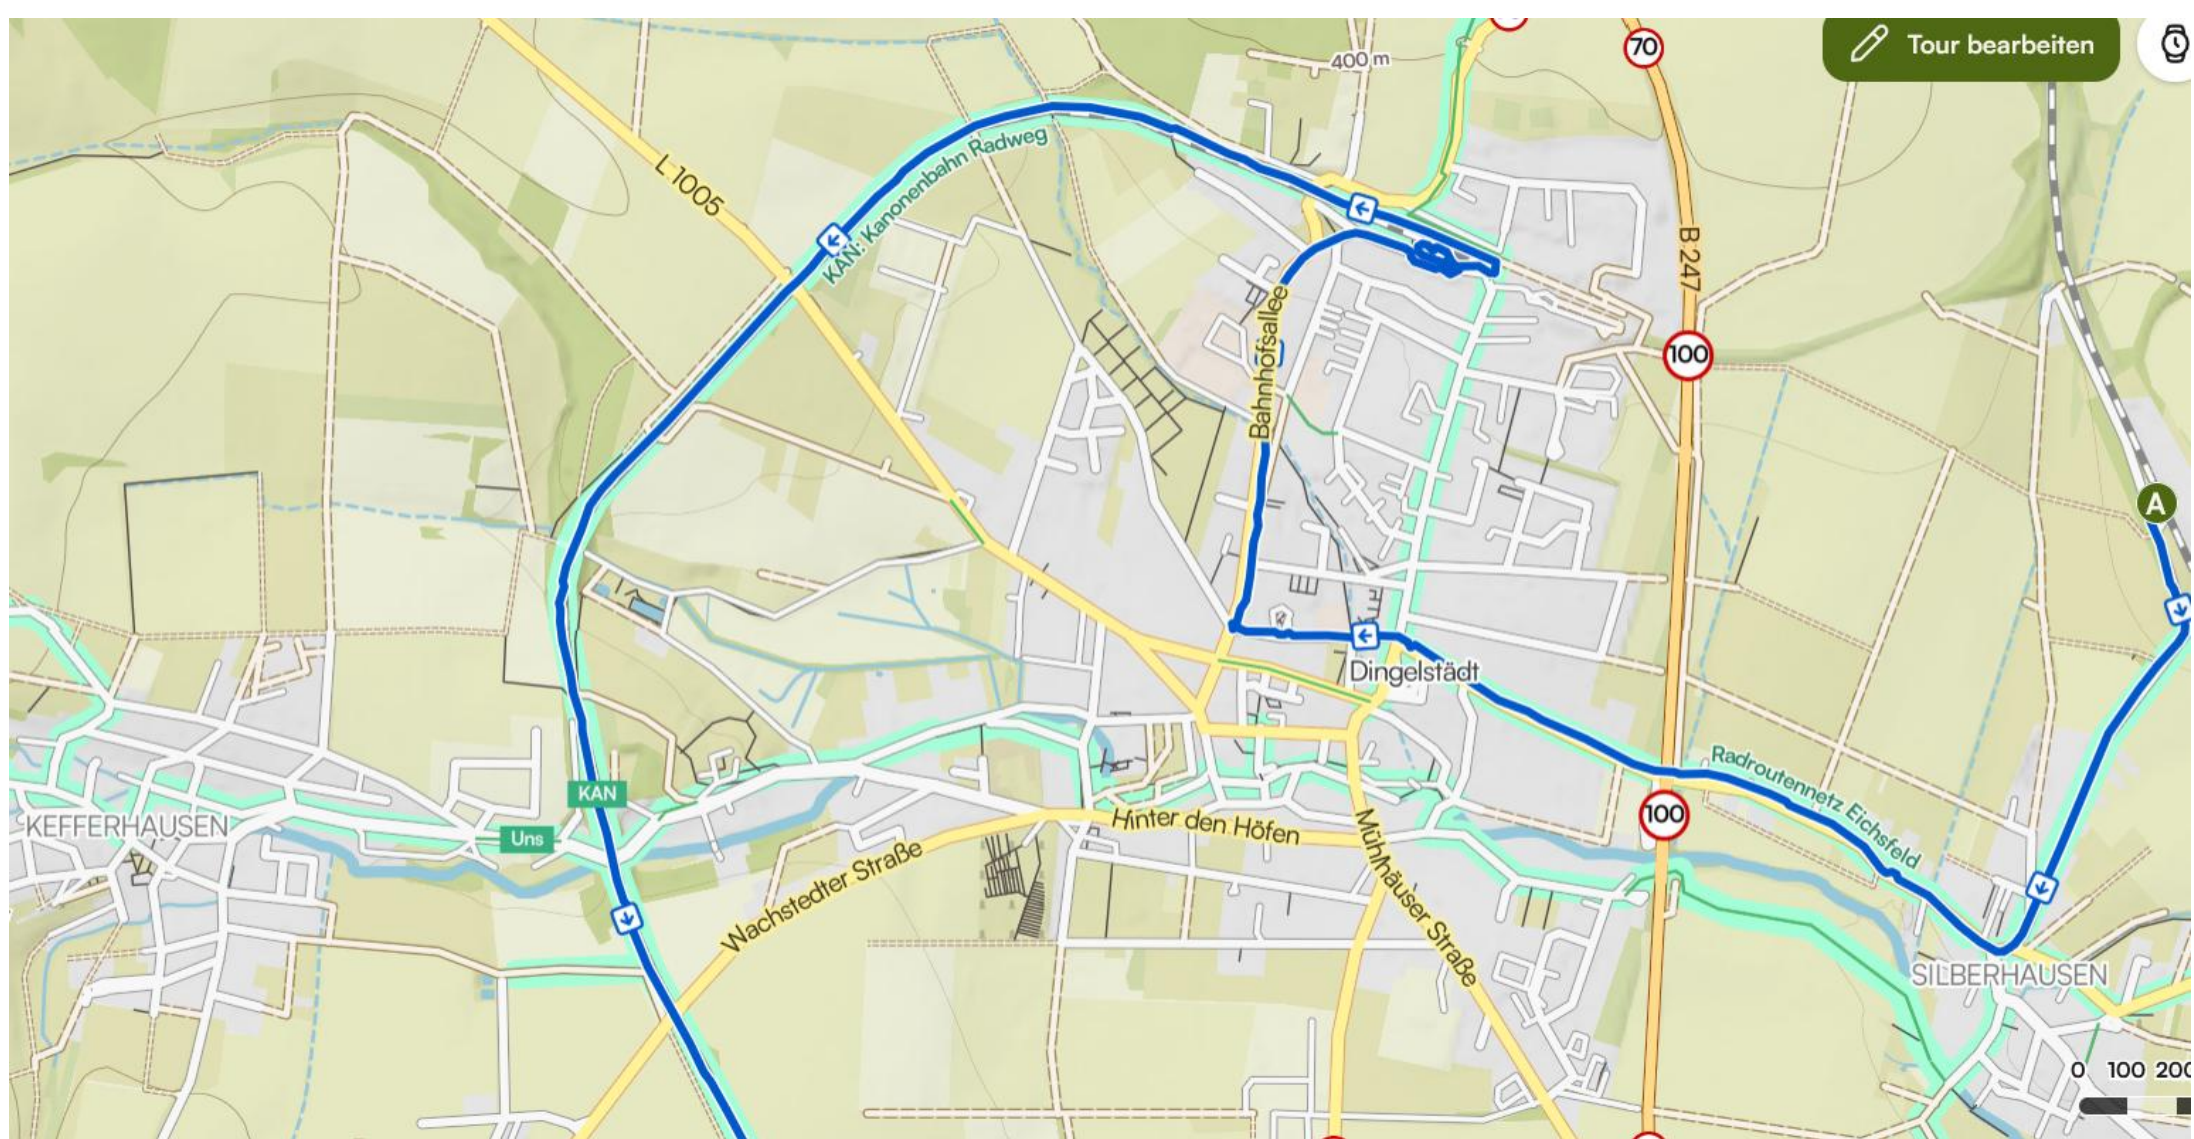 70
Tour bearbeiten
400 m
L 1005
KAN: Kanonenbahn Radweg
B 247
Bahnhofsallee
100
A
Dingelstädt
Radroutennetz Eichsfeld
KAN
100
Uns
KEFFERHAUSEN
Hinter den Höfen
Mühlhäuser Straße
Wachstedter Straße
SILBERHAUSEN
0 100 200